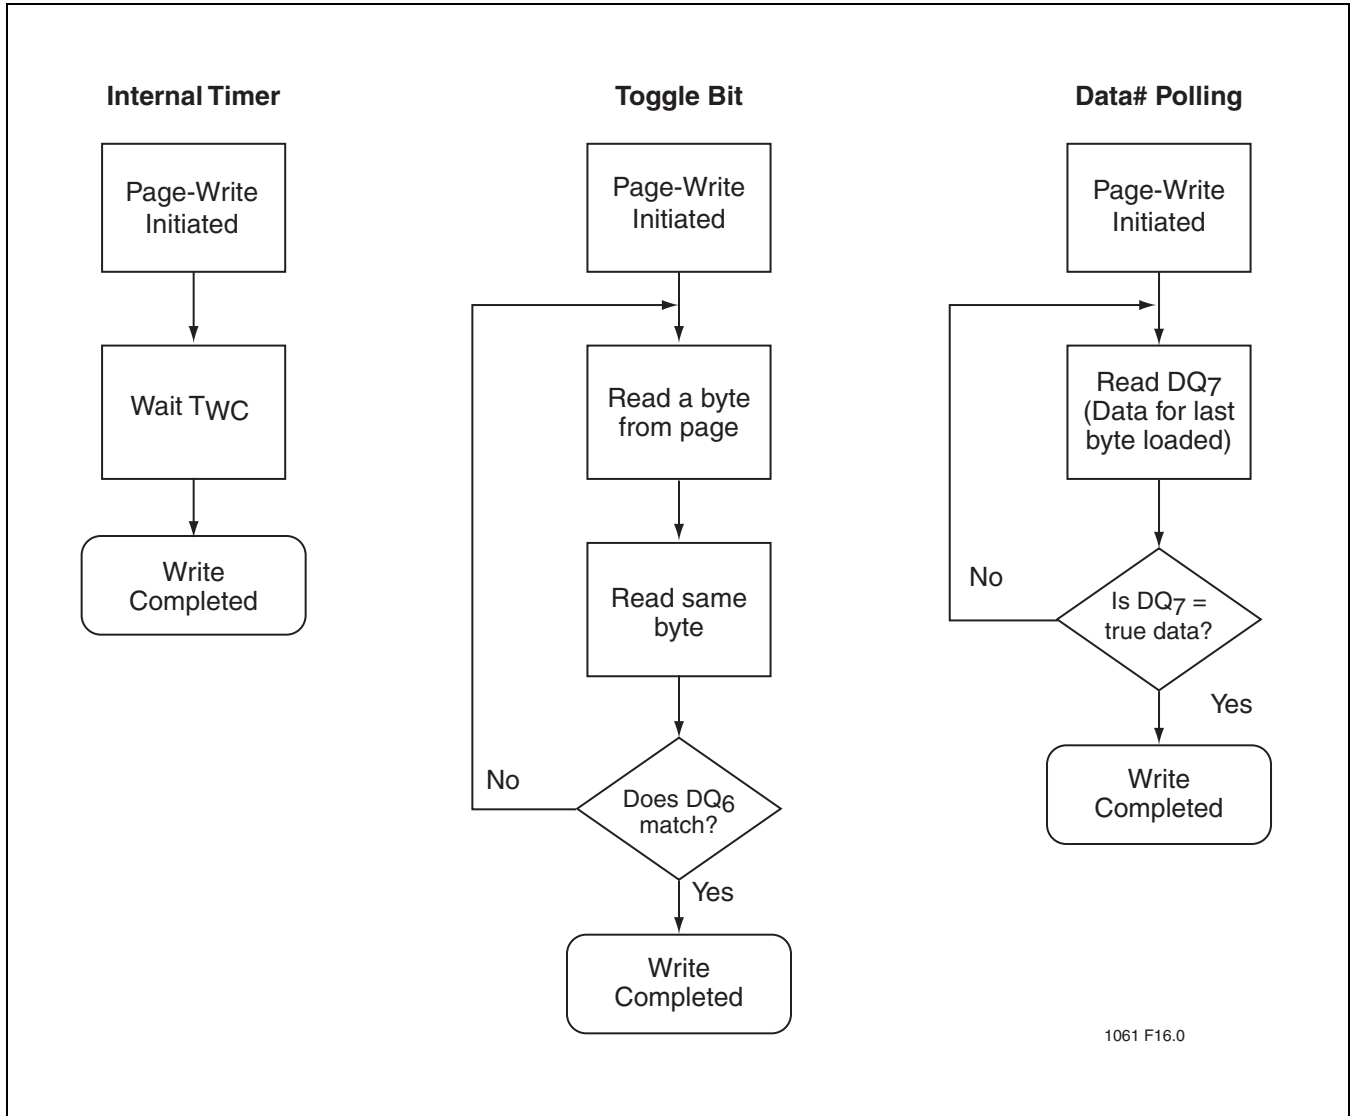 Internal Timer
Page-Write
Initiated
Wait TWC
Write
Completed
Toggle Bit
Page-Write
Initiated
Read a byte
from page
Read same
byte
No
Does DQ6
match?
Yes
Write
Completed
Data# Polling
Page-Write
Initiated
Read DQ7
(Data for last
byte loaded)
No
Is DQ7 =
true data?
Yes
Write
Completed
1061 F16.0